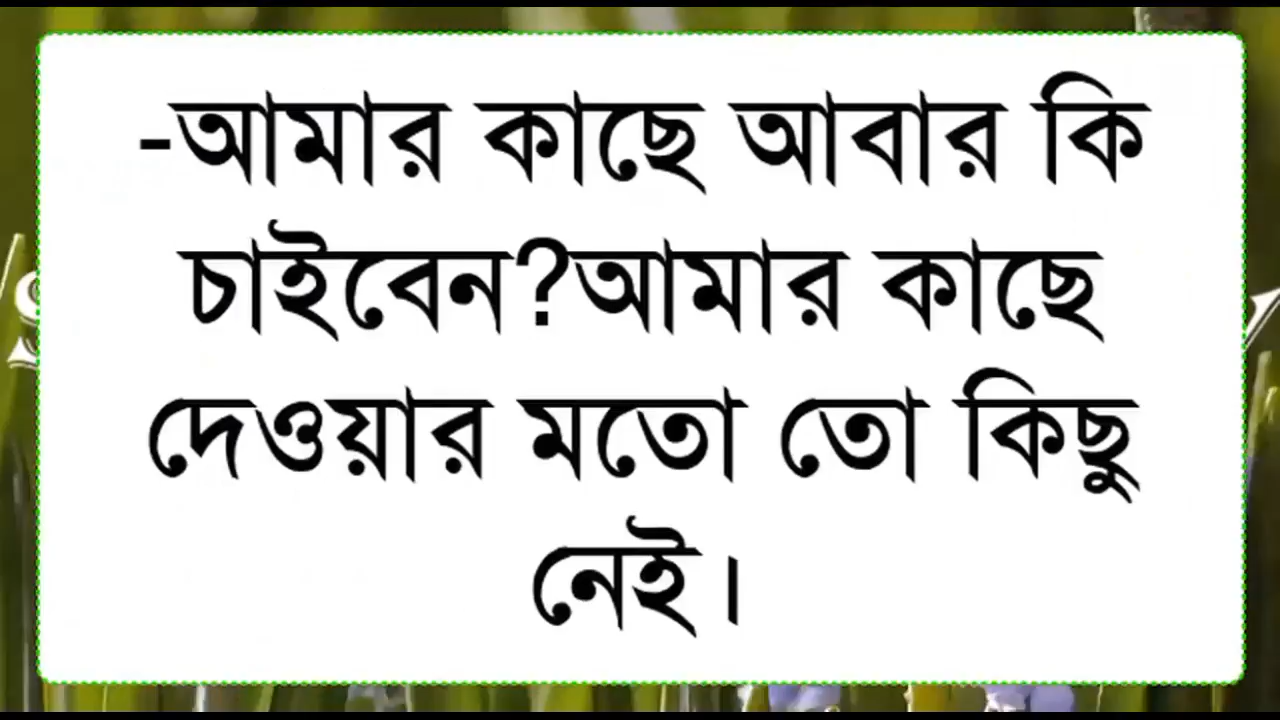 -আমার কাছে আবার কি
চাইবেন?আমার কাছে
দেওয়ার মতো তো কিছু
নেই।